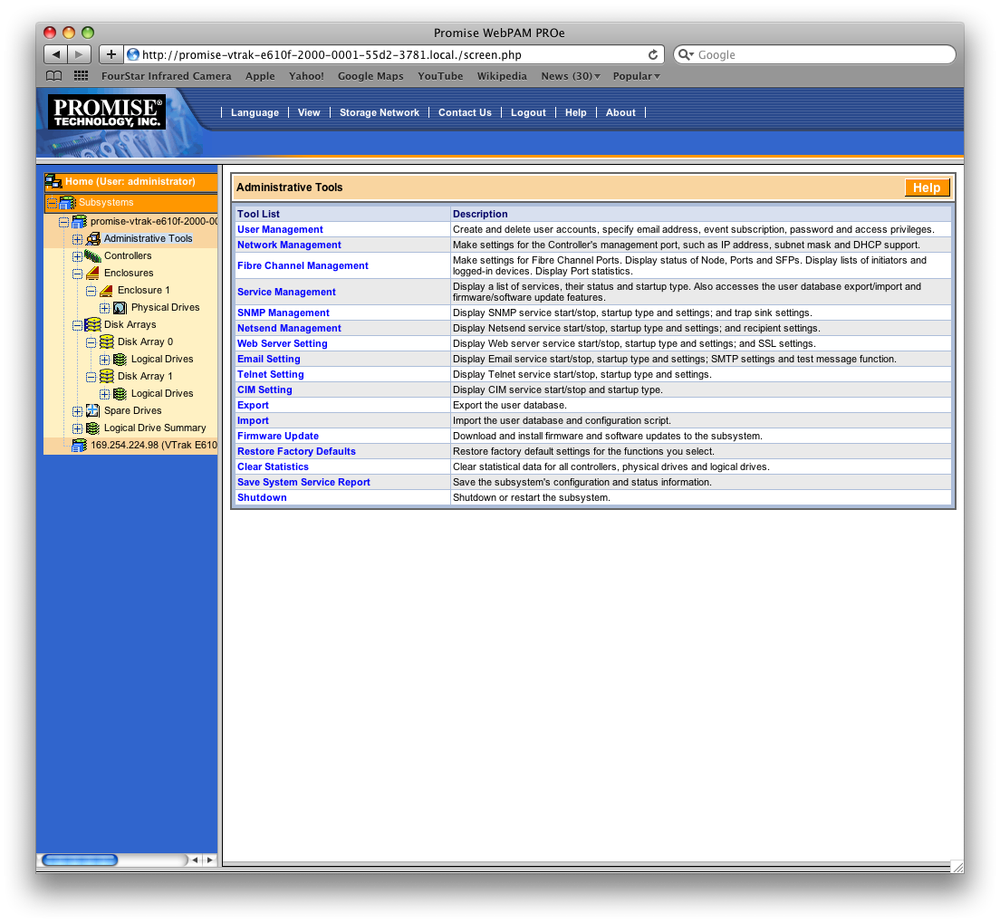 Promise WebPAM PROe
http://promise-vtrak-e610f-2000-0001-55d2-3781.local./screen.php
Google
FourStar Infrared Camera Apple Yahoo! Google Maps YouTube Wikipedia News (30) Popular
PROMISE®
TECHNOLOGY, INC.
Language View Storage Network Contact Us Logout Help About
Home (User: administrator)
Subsystems
promise-vtrak-e610f-2000-00
Administrative Tools
Controllers
Enclosures
Enclosure 1
Physical Drives
Disk Arrays
Disk Array 0
Logical Drives
Disk Array 1
Logical Drives
Spare Drives
Logical Drive Summary
169.254.224.98 (VTrak E610
Administrative Tools
Help
Tool List Description
User Management Create and delete user accounts, specify email address, event subscription, password and access privileges.
Network Management Make settings for the Controller's management port, such as IP address, subnet mask and DHCP support.
Fibre Channel Management Make settings for Fibre Channel Ports. Display status of Node, Ports and SFPs. Display lists of initiators and
logged-in devices. Display Port statistics.
Service Management Display a list of services, their status and startup type. Also accesses the user database export/import and
firmware/software update features.
SNMP Management Display SNMP service start/stop, startup type and settings; and trap sink settings.
Netsend Management Display Netsend service start/stop, startup type and settings; and recipient settings.
Web Server Setting Display Web server service start/stop, startup type and settings; and SSL settings.
Email Setting Display Email service start/stop, startup type and settings; SMTP settings and test message function.
Telnet Setting Display Telnet service start/stop, startup type and settings.
CIM Setting Display CIM service start/stop and startup type.
Export Export the user database.
Import Import the user database and configuration script.
Firmware Update Download and install firmware and software updates to the subsystem.
Restore Factory Defaults Restore factory default settings for the functions you select.
Clear Statistics Clear statistical data for all controllers, physical drives and logical drives.
Save System Service Report Save the subsystem's configuration and status information.
Shutdown Shutdown or restart the subsystem.